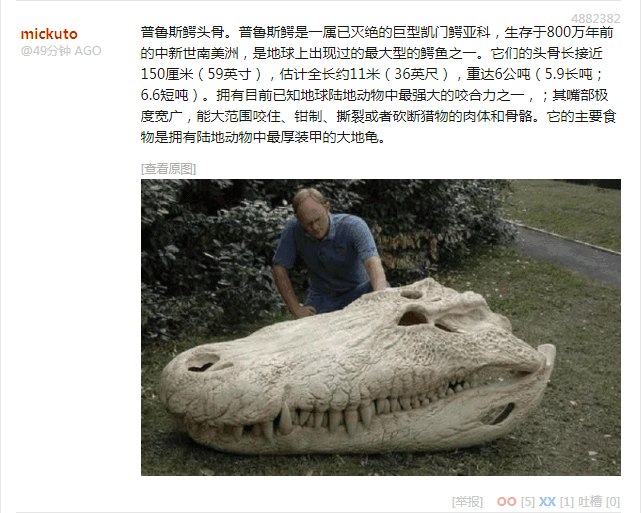 4882382
mickuto
@49分钟 AGO
普鲁斯鳄头骨。普鲁斯鳄是一属已灭绝的巨型凯门鳄亚科，生存于800万年前
的中新世南美洲，是地球上出现过的最大型的鳄鱼之一。它们的头骨长接近
150厘米（59英寸），估计全长约11米（36英尺），重达6公吨（5.9长吨；
6.6短吨）。拥有目前已知地球陆地动物中最强大的咬合力之一，；其嘴部极
度宽广，能大范围咬住、钳制、撕裂或者砍断猎物的肉体和骨骼。它的主要食
物是拥有陆地动物中最厚装甲的大地龟。
[查看原图]
[举报] OO [5] XX [1] 吐槽 [0]